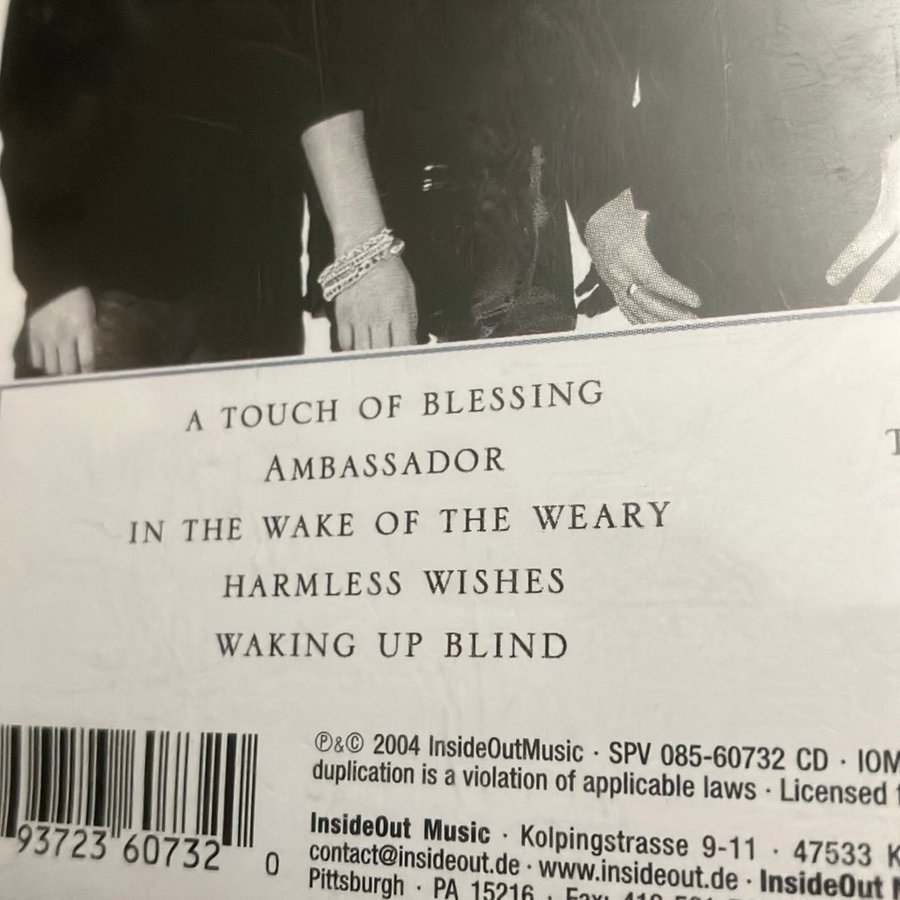 A TOUCH OF BLESSING
AMBASSADOR
IN THE WAKE OF THE WEARY
HARMLESS WISHES
WAKING UP BLIND
93723 60732 0
℗&© 2004 InsideOutMusic · SPV 085-60732 CD · IOM
duplication is a violation of applicable laws · Licensed
InsideOut Music · Kolpingstrasse 9-11 · 47533 K
contact@insideout.de · www.insideout.de · InsideOut
Pittsburgh · PA 15216 · Fax: